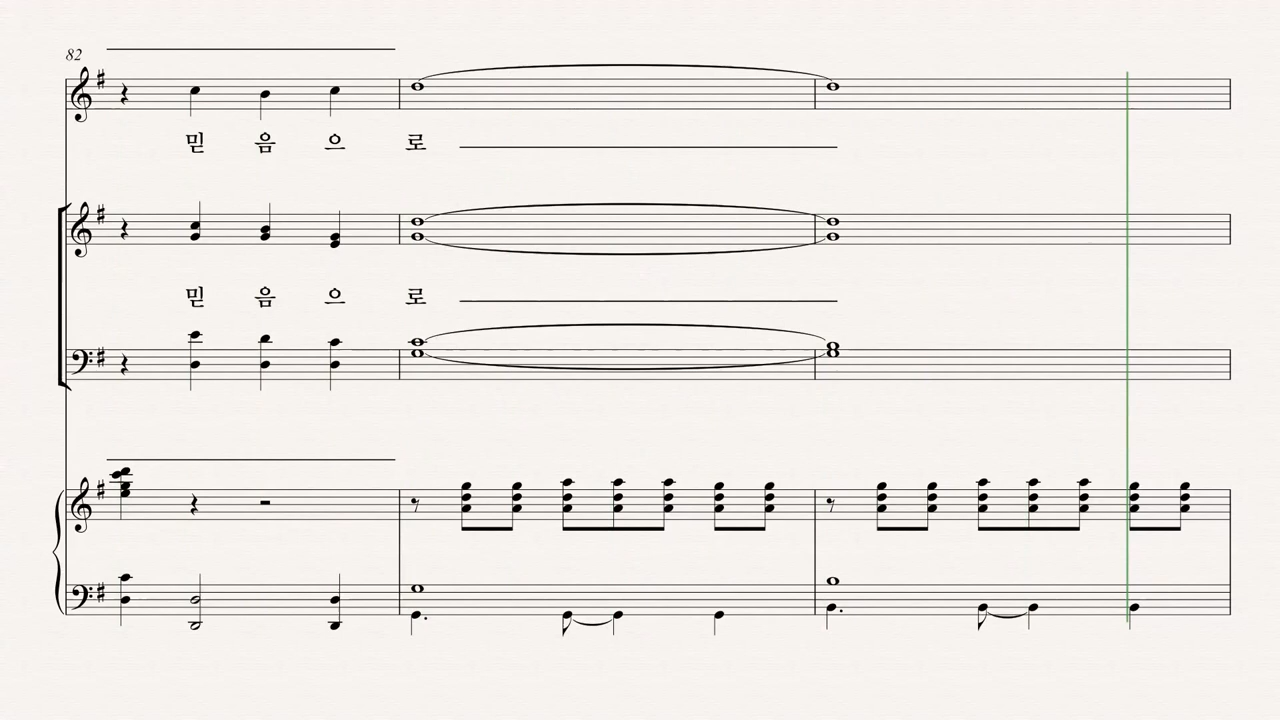 82
믿 음 으 로
믿 음 으 로